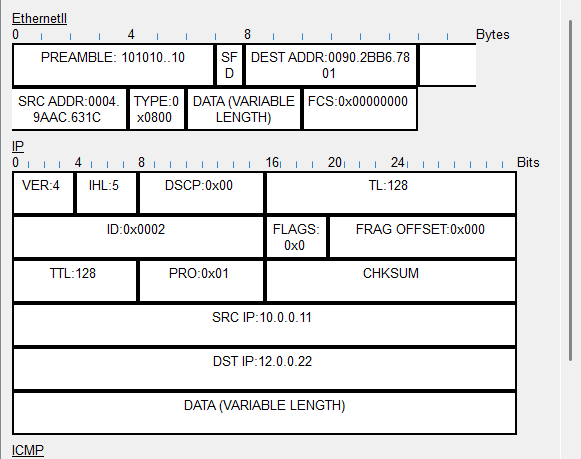 EthernetII
0 4 8 Bytes
PREAMBLE: 101010..10
SF
D
DEST ADDR:0090.2BB6.78
01
SRC ADDR:0004.
9AAC.631C
TYPE:0
x0800
DATA (VARIABLE
LENGTH)
FCS:0x00000000
IP
0 4 8 16 20 24 Bits
VER:4 IHL:5 DSCP:0x00 TL:128
ID:0x0002
FLAGS:
0x0
FRAG OFFSET:0x000
TTL:128 PRO:0x01 CHKSUM
SRC IP:10.0.0.11
DST IP:12.0.0.22
DATA (VARIABLE LENGTH)
ICMP